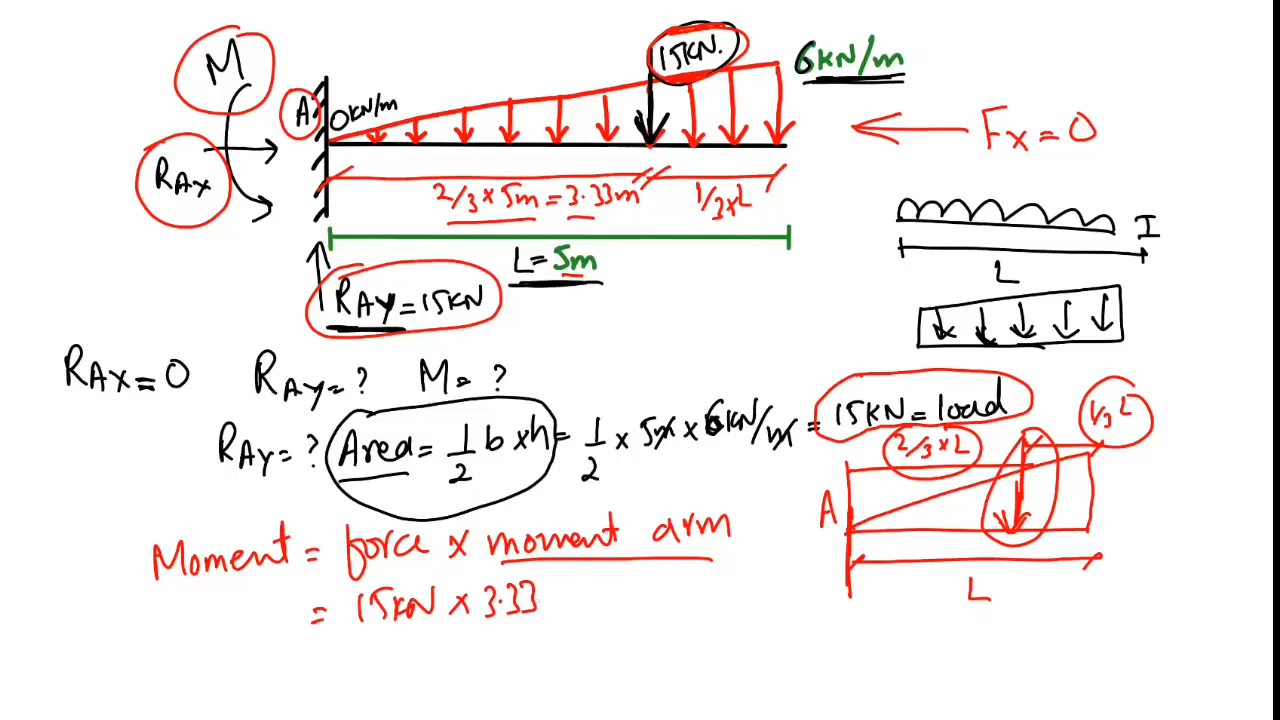 M
15KN.
6KN/m
A
0KN/m
Fx = 0
RAX
2/3 x 5m = 3.33m
1/3 x L
I
L = 5m
L
RAY = 15KN
RAX = 0 RAY = ? M = ?
RAY = ? Area = 1/2 b x h = 1/2 x 5m x 6KN/m = 15KN = load
1/3 L
2/3 x L
A
Moment = force x moment arm
L
= 15KN x 3.33